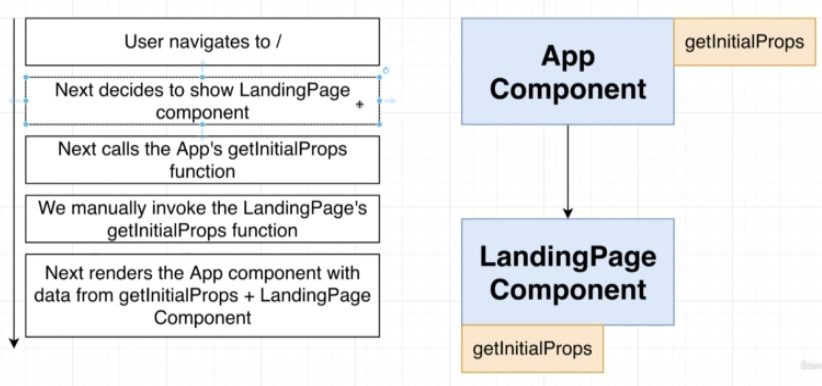 User navigates to /
Next decides to show LandingPage
component
Next calls the App's getInitialProps
function
We manually invoke the LandingPage's
getInitialProps function
Next renders the App component with
data from getInitialProps + LandingPage
Component
App
Component
getInitialProps
LandingPage
Component
getInitialProps